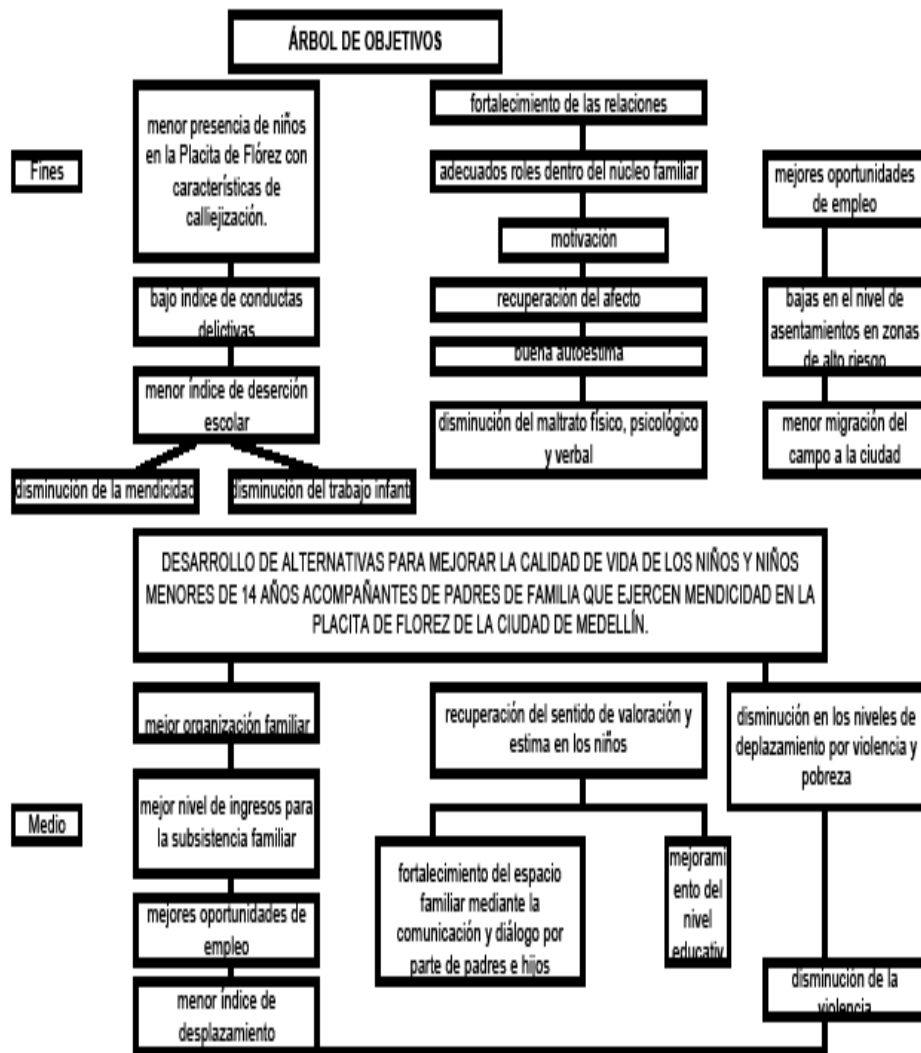 ÁRBOL DE OBJETIVOS
Fines
menor presencia de niños
en la Placita de Flórez con
características de
calliejización.
bajo índice de conductas
delictivas
menor índice de deserción
escolar
disminución de la mendicidad
disminución del trabajo infanti
fortalecimiento de las relaciones
adecuados roles dentro del núcleo familiar
motivación
recuperación del afecto
buena autoestima
disminución del maltrato físico, psicológico
y verbal
mejores oportunidades
de empleo
bajas en el nivel de
asentamientos en zonas
de alto riesgo
menor migración del
campo a la ciudad
DESARROLLO DE ALTERNATIVAS PARA MEJORAR LA CALIDAD DE VIDA DE LOS NIÑOS Y NIÑOS
MENORES DE 14 AÑOS ACOMPAÑANTES DE PADRES DE FAMILIA QUE EJERCEN MENDICIDAD EN LA
PLACITA DE FLOREZ DE LA CIUDAD DE MEDELLÍN.
Medio
mejor organización familiar
mejor nivel de ingresos para
la subsistencia familiar
mejores oportunidades de
empleo
menor índice de
desplazamiento
recuperación del sentido de valoración y
estima en los niños
fortalecimiento del espacio
familiar mediante la
comunicación y diálogo por
parte de padres e hijos
mejorami
ento del
nivel
educativ
disminución en los niveles de
deplazamiento por violencia y
pobreza
disminución de la
violencia